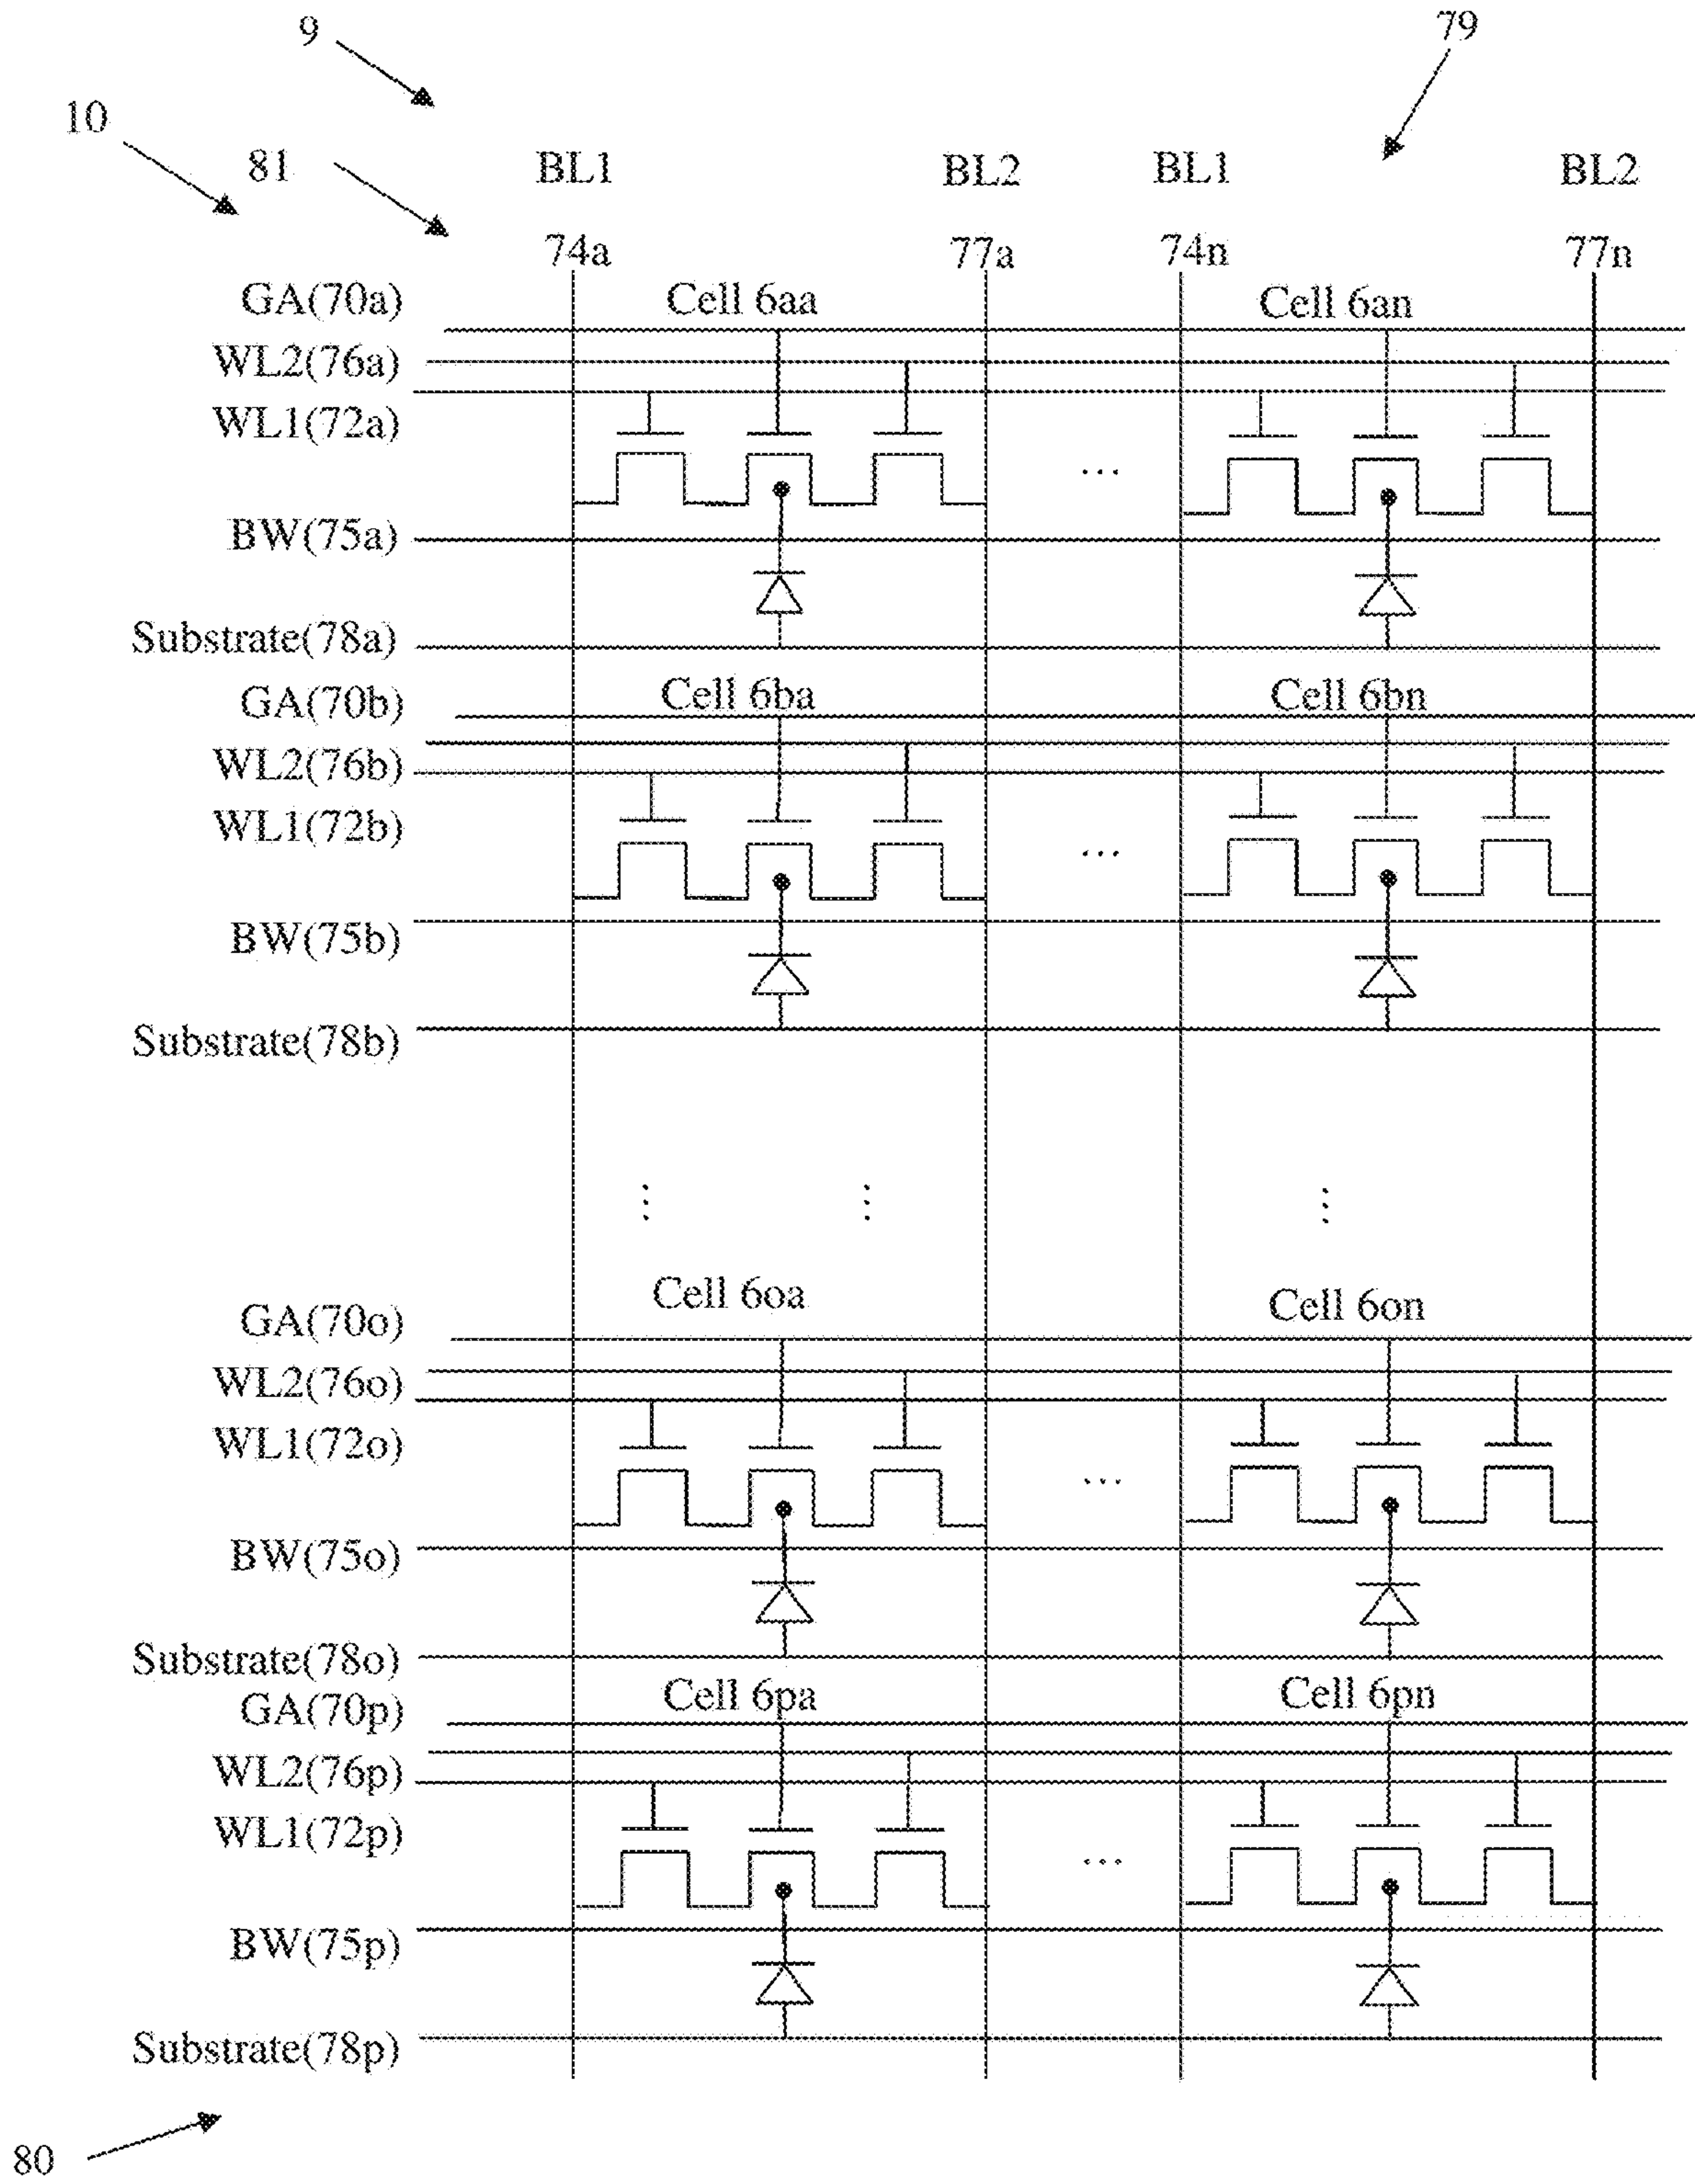 9
79
10
81
BL1 BL2 BL1 BL2
74a 77a 74n 77n
GA(70a) Cell 6aa Cell 6an
WL2(76a)
WL1(72a)
...
BW(75a)
Substrate(78a)
GA(70b) Cell 6ba Cell 6bn
WL2(76b)
WL1(72b)
...
BW(75b)
Substrate(78b)
GA(70o) Cell 6oa Cell 6on
WL2(76o)
WL1(72o)
...
BW(75o)
Substrate(78o)
GA(70p) Cell 6pa Cell 6pn
WL2(76p)
WL1(72p)
...
BW(75p)
Substrate(78p)
80